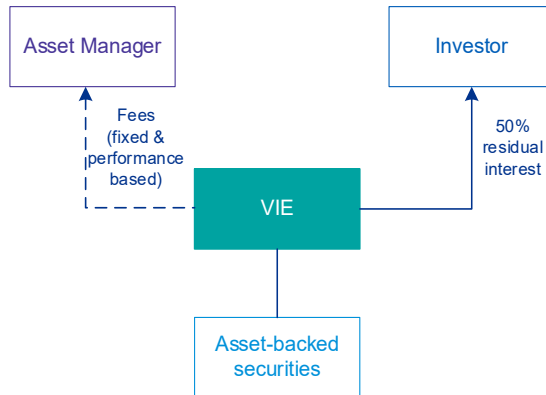 Asset Manager
Investor
Fees
(fixed &
performance
based)
50%
residual
interest
VIE
Asset-backed
securities